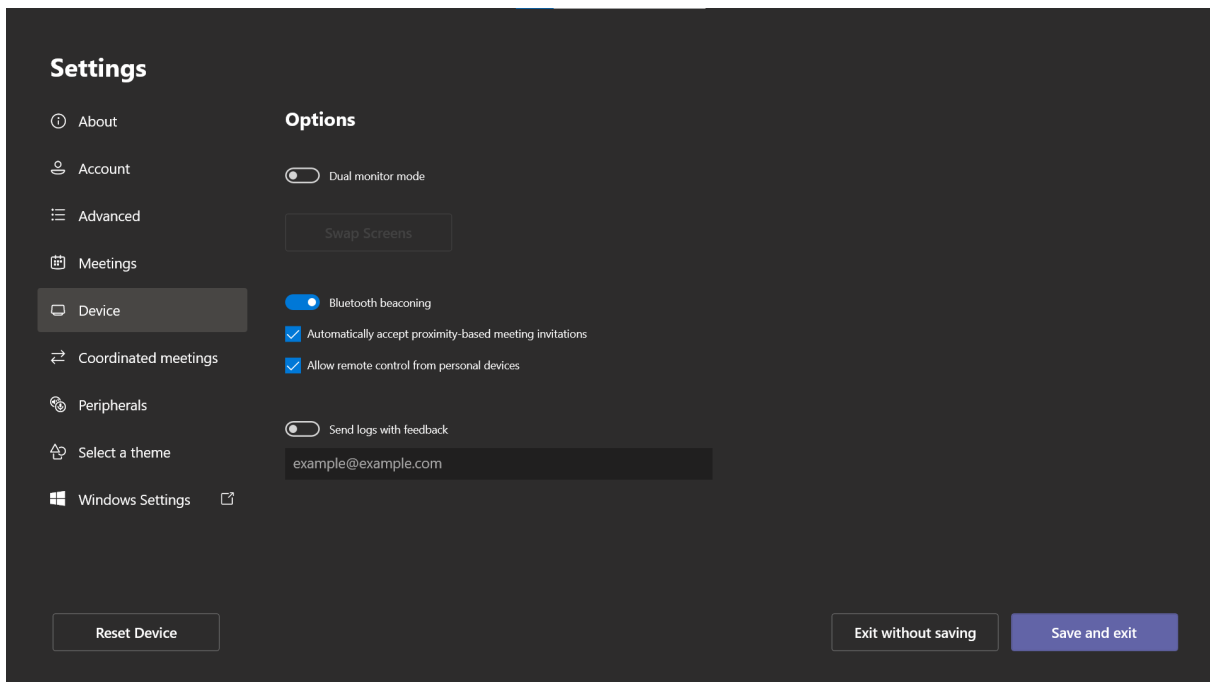 Settings
About
Account
Advanced
Meetings
Device
Coordinated meetings
Peripherals
Select a theme
Windows Settings
Reset Device
Options
Dual monitor mode
Swap Screens
Bluetooth beaconing
Automatically accept proximity-based meeting invitations
Allow remote control from personal devices
Send logs with feedback
example@example.com
Exit without saving
Save and exit